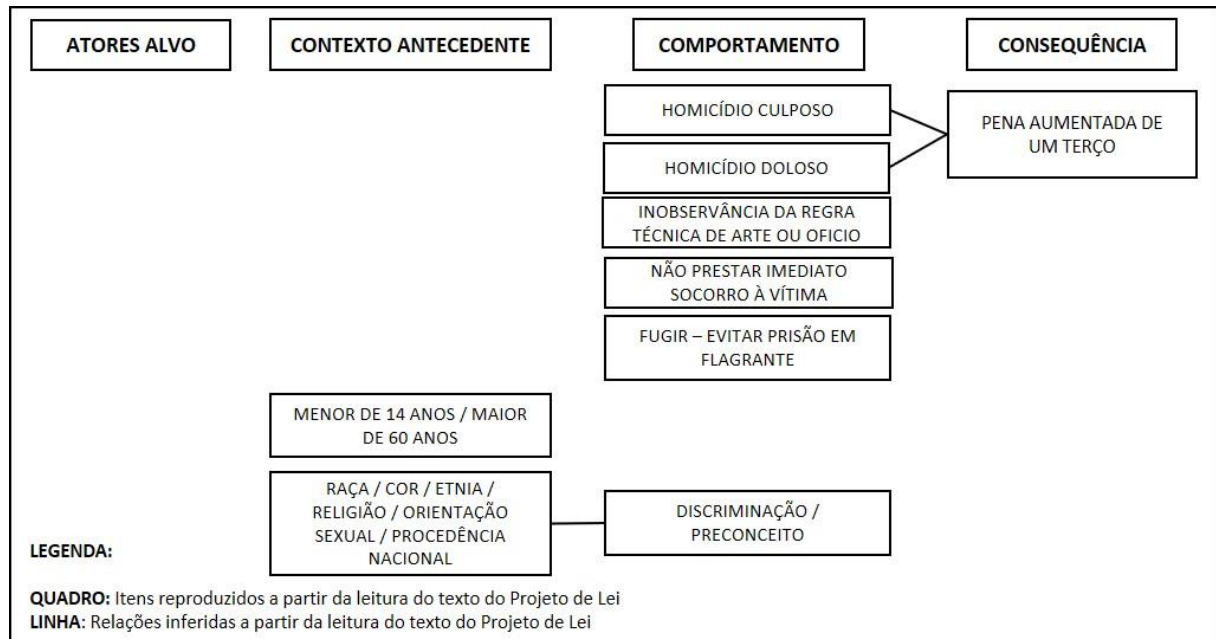 ATORES ALVO
CONTEXTO ANTECEDENTE
COMPORTAMENTO
CONSEQUÊNCIA
HOMICÍDIO CULPOSO
PENA AUMENTADA DE
UM TERÇO
HOMICÍDIO DOLOSO
INOBSERVÂNCIA DA REGRA
TÉCNICA DE ARTE OU OFICIO
NÃO PRESTAR IMEDIATO
SOCORRO À VÍTIMA
FUGIR – EVITAR PRISÃO EM
FLAGRANTE
MENOR DE 14 ANOS / MAIOR
DE 60 ANOS
RAÇA / COR / ETNIA /
RELIGIÃO / ORIENTAÇÃO
SEXUAL / PROCEDÊNCIA
NACIONAL
DISCRIMINAÇÃO /
PRECONCEITO
LEGENDA:
QUADRO: Itens reproduzidos a partir da leitura do texto do Projeto de Lei
LINHA: Relações inferidas a partir da leitura do texto do Projeto de Lei